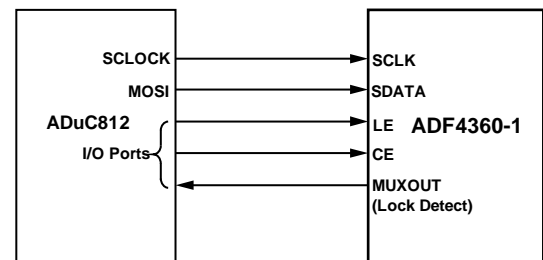 SCLOCK
SCLK
MOSI
SDATA
ADuC812
LE
ADF4360-1
I/O Ports
CE
MUXOUT
(Lock Detect)